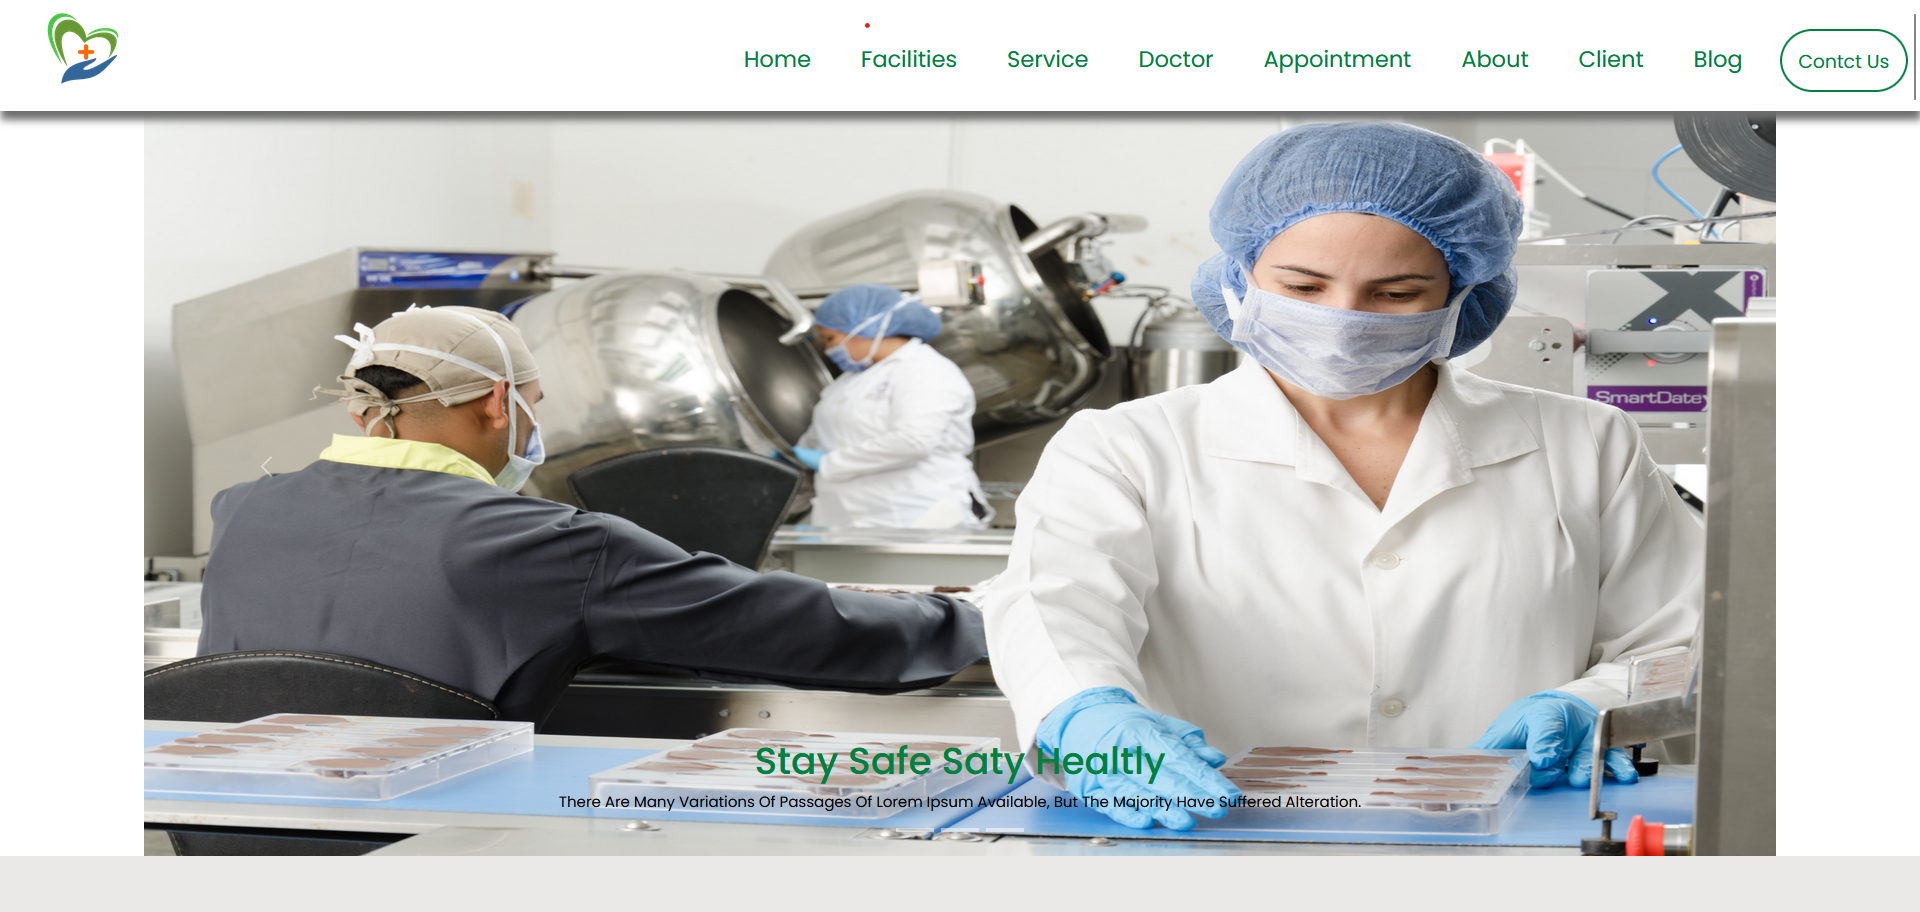 Home Facilities Service Doctor Appointment About Client Blog Contct Us
SmartDate
Stay Safe Saty Healtly
There Are Many Variations Of Passages Of Lorem Ipsum Available, But The Majority Have Suffered Alteration.